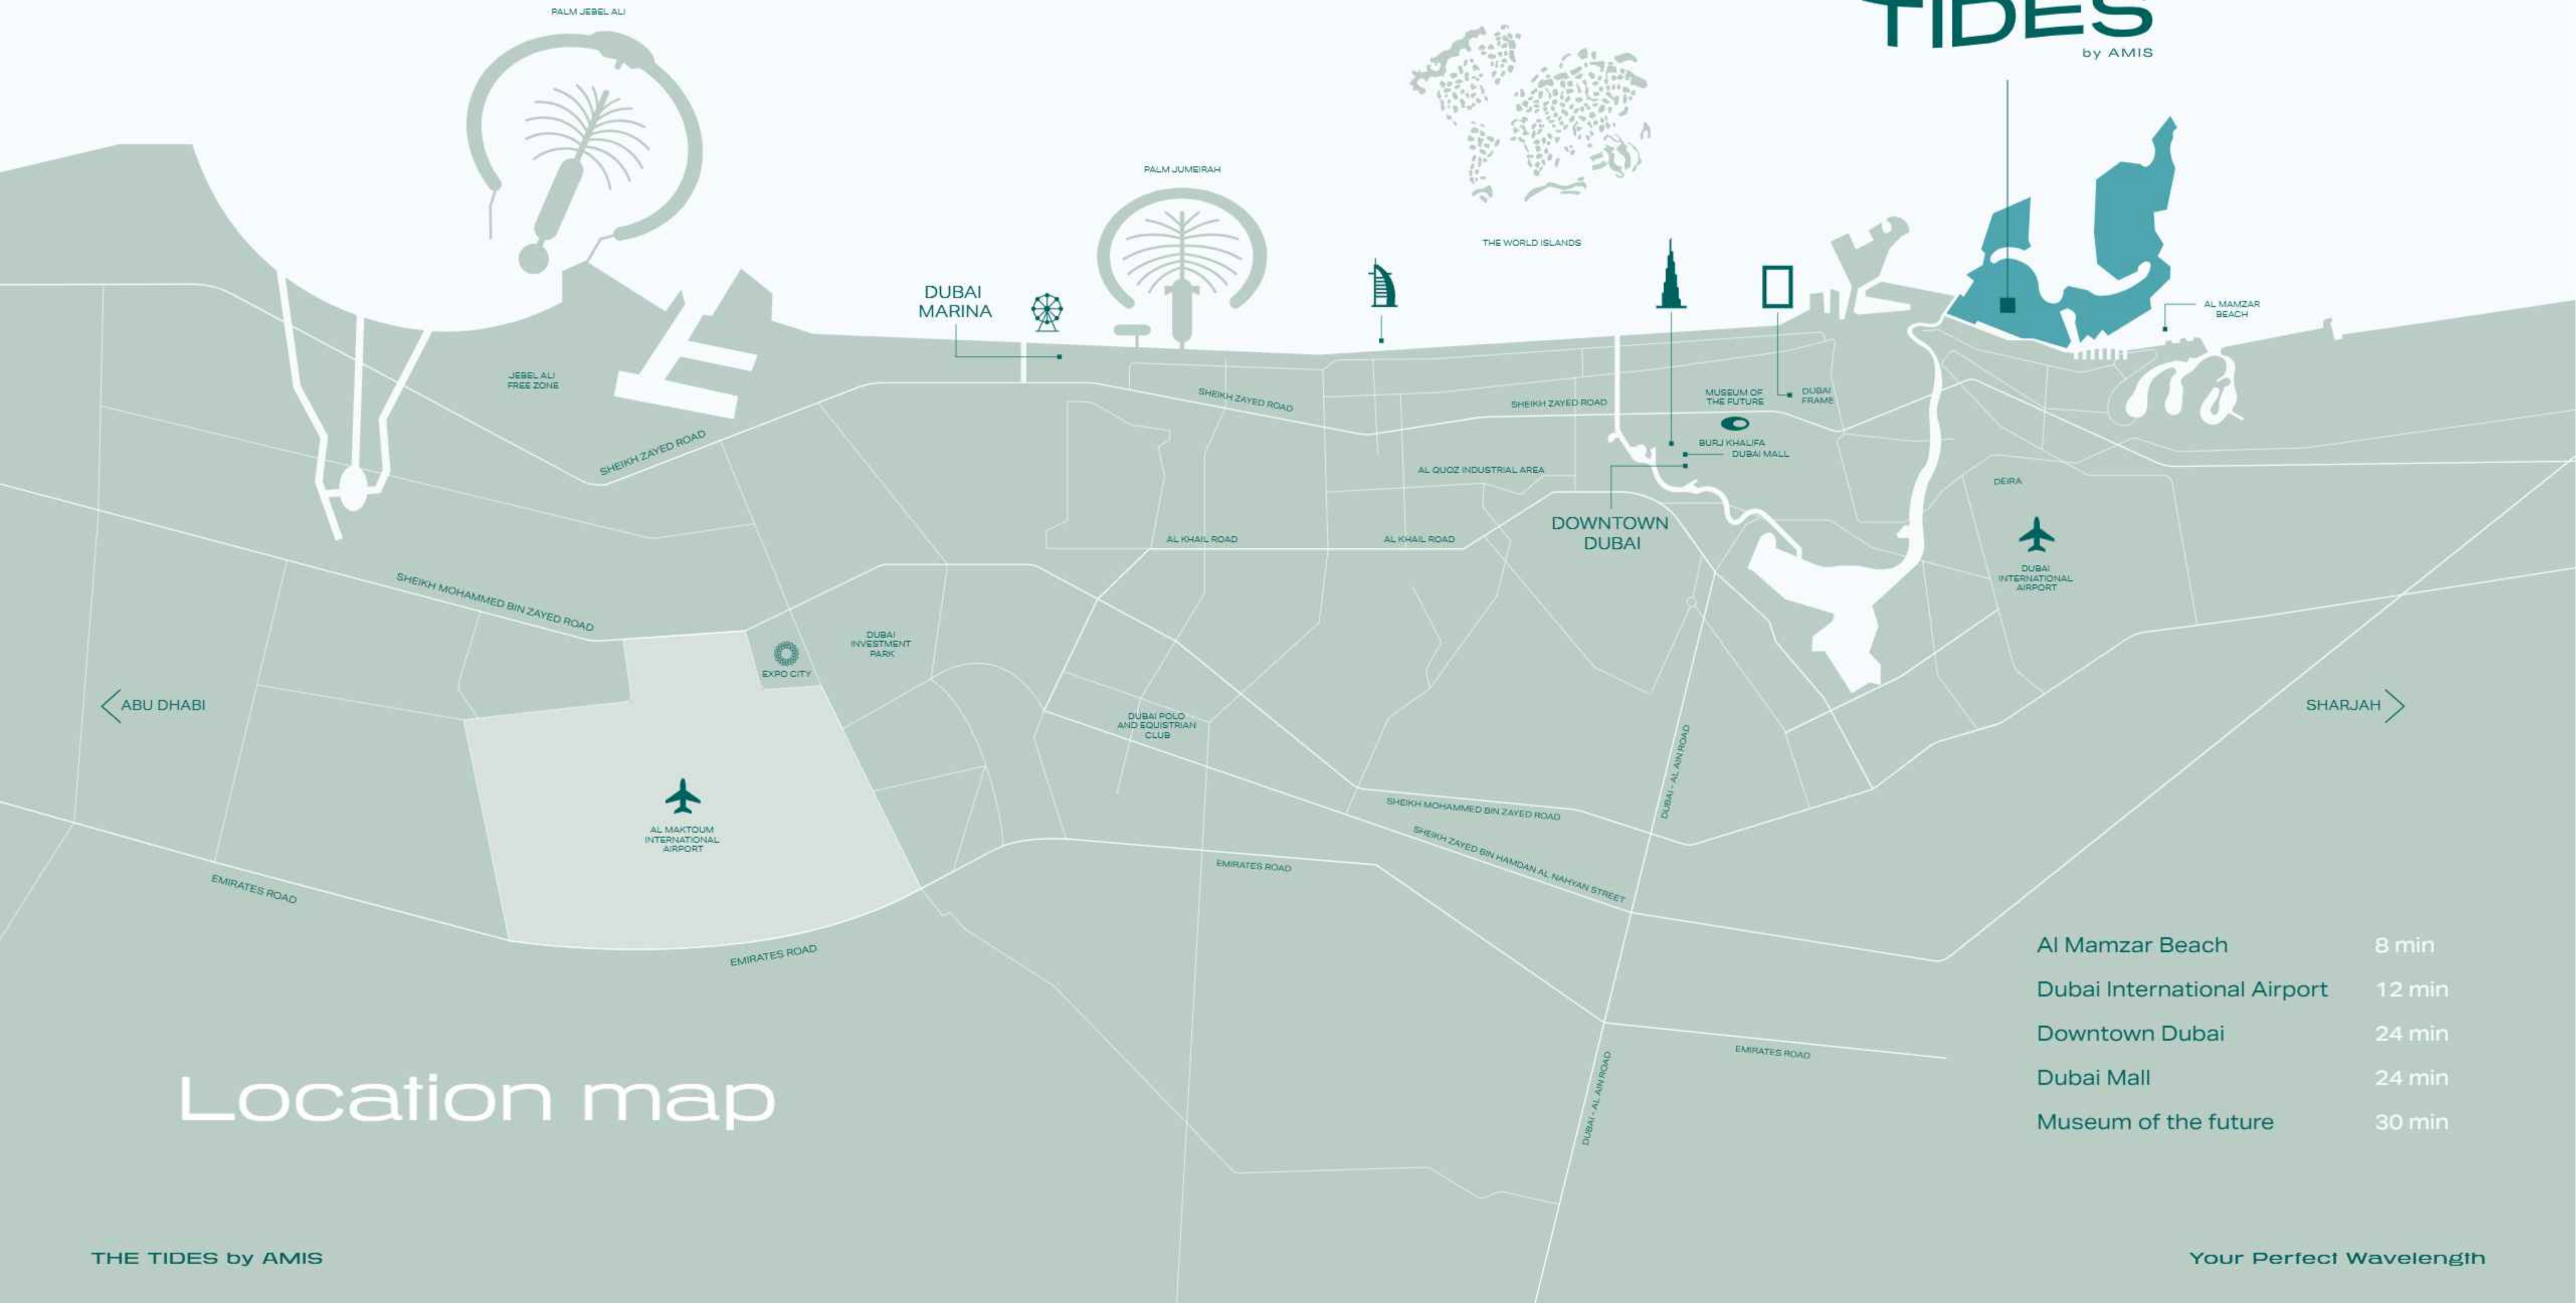 PALM JEBEL ALI
TIDES
by AMIS
PALM JUMEIRAH
THE WORLD ISLANDS
DUBAI
MARINA
AL MAMZAR
BEACH
JEBEL ALI
FREE ZONE
SHEIKH ZAYED ROAD
SHEIKH ZAYED ROAD
SHEIKH ZAYED ROAD
MUSEUM OF
THE FUTURE
DUBAI
FRAME
BURJ KHALIFA
DUBAI MALL
AL QUOZ INDUSTRIAL AREA
DEIRA
DOWNTOWN
DUBAI
AL KHAIL ROAD
AL KHAIL ROAD
DUBAI
INTERNATIONAL
AIRPORT
SHEIKH MOHAMMED BIN ZAYED ROAD
DUBAI
INVESTMENT
PARK
EXPO CITY
ABU DHABI
SHARJAH
DUBAI POLO
AND EQUISTRIAN
CLUB
DUBAI - AL AIN ROAD
AL MAKTOUM
INTERNATIONAL
AIRPORT
SHEIKH MOHAMMED BIN ZAYED ROAD
SHEIKH ZAYED BIN HAMDAN AL NAHYAN STREET
EMIRATES ROAD
EMIRATES ROAD
EMIRATES ROAD
EMIRATES ROAD
DUBAI - AL AIN ROAD
Al Mamzar Beach 8 min
Dubai International Airport 12 min
Downtown Dubai 24 min
Dubai Mall 24 min
Museum of the future 30 min
Location map
THE TIDES by AMIS
Your Perfect Wavelength